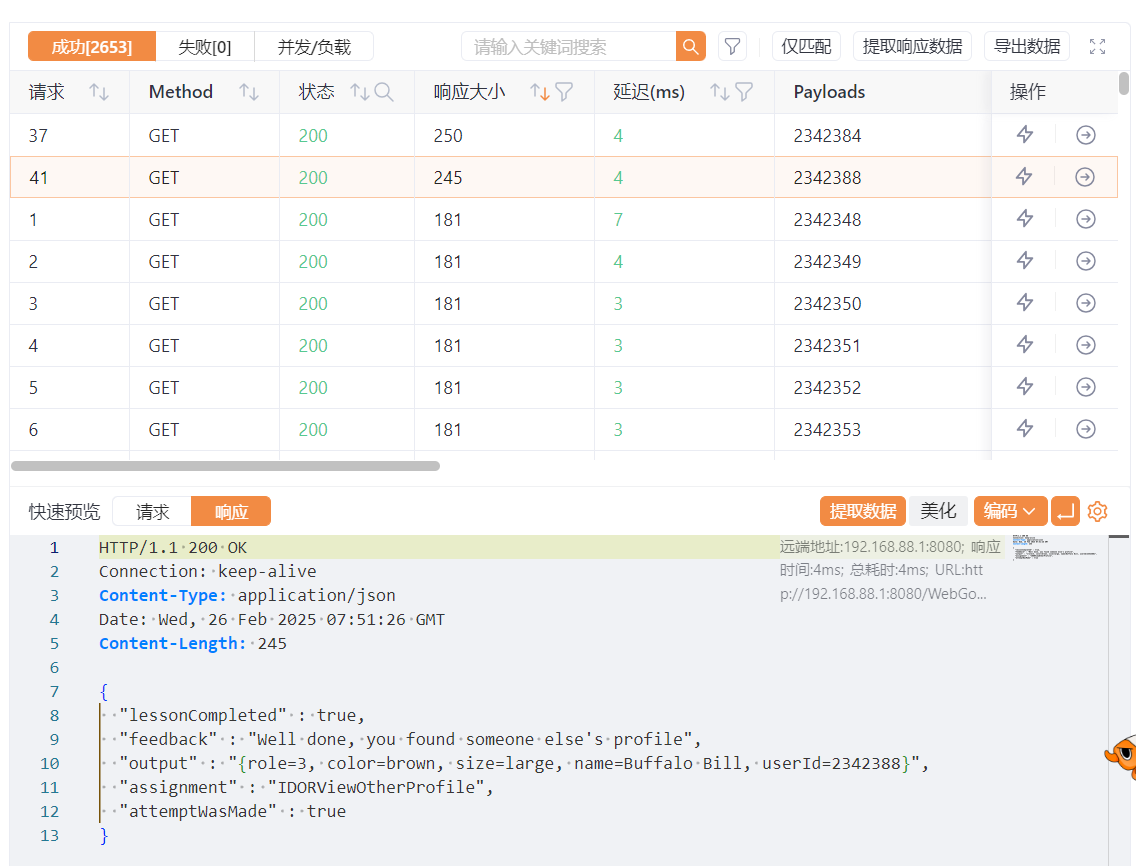 成功[2653] 失败[0] 并发/负载 请输入关键词搜索 仅匹配 提取响应数据 导出数据
请求 Method 状态 响应大小 延迟(ms) Payloads 操作
37 GET 200 250 4 2342384
41 GET 200 245 4 2342388
1 GET 200 181 7 2342348
2 GET 200 181 4 2342349
3 GET 200 181 3 2342350
4 GET 200 181 3 2342351
5 GET 200 181 3 2342352
6 GET 200 181 3 2342353
快速预览 请求 响应 提取数据 美化 编码
1 HTTP/1.1 200 OK
2 Connection: keep-alive
3 Content-Type: application/json
4 Date: Wed, 26 Feb 2025 07:51:26 GMT
5 Content-Length: 245
6
7 {
8 "lessonCompleted" : true,
9 "feedback" : "Well done, you found someone else's profile",
10 "output" : "{role=3, color=brown, size=large, name=Buffalo Bill, userId=2342388}",
11 "assignment" : "IDORViewOtherProfile",
12 "attemptWasMade" : true
13 }
远端地址:192.168.88.1:8080; 响应
时间:4ms; 总耗时:4ms; URL:htt
p://192.168.88.1:8080/WebGo...